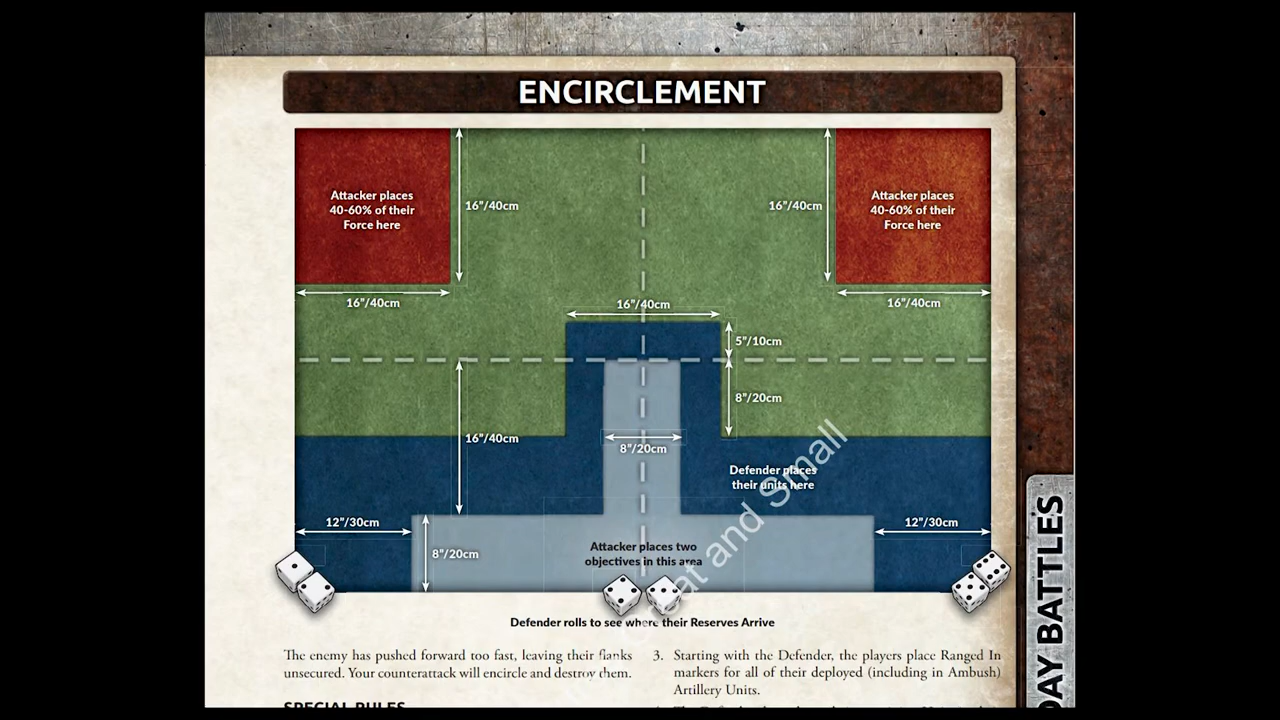 ENCIRCLEMENT
Attacker places
40-60% of their
Force here
16”/40cm
16”/40cm
Attacker places
40-60% of their
Force here
16”/40cm
16”/40cm
16”/40cm
5”/10cm
8”/20cm
16”/40cm
8”/20cm
Defender places
their units here
12”/30cm
12”/30cm
8”/20cm
Attacker places two
objectives in this area
and Small
Defender rolls to see where their Reserves Arrive
The enemy has pushed forward too fast, leaving their flanks
unsecured. Your counterattack will encircle and destroy them.
3. Starting with the Defender, the players place Ranged In
markers for all of their deployed (including in Ambush)
Artillery Units.
SPECIAL RULES
BATTLES